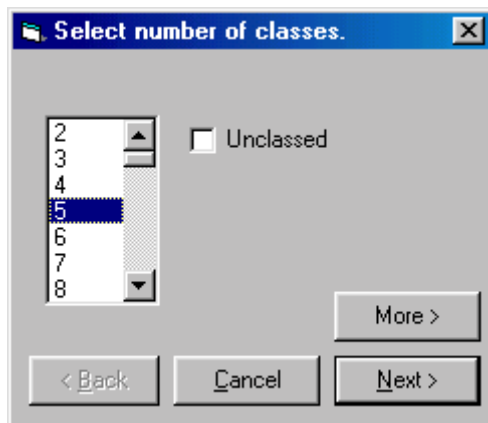 Select number of classes.
2
3
4
5
6
7
8
Unclassed
More >
< Back
Cancel
Next >